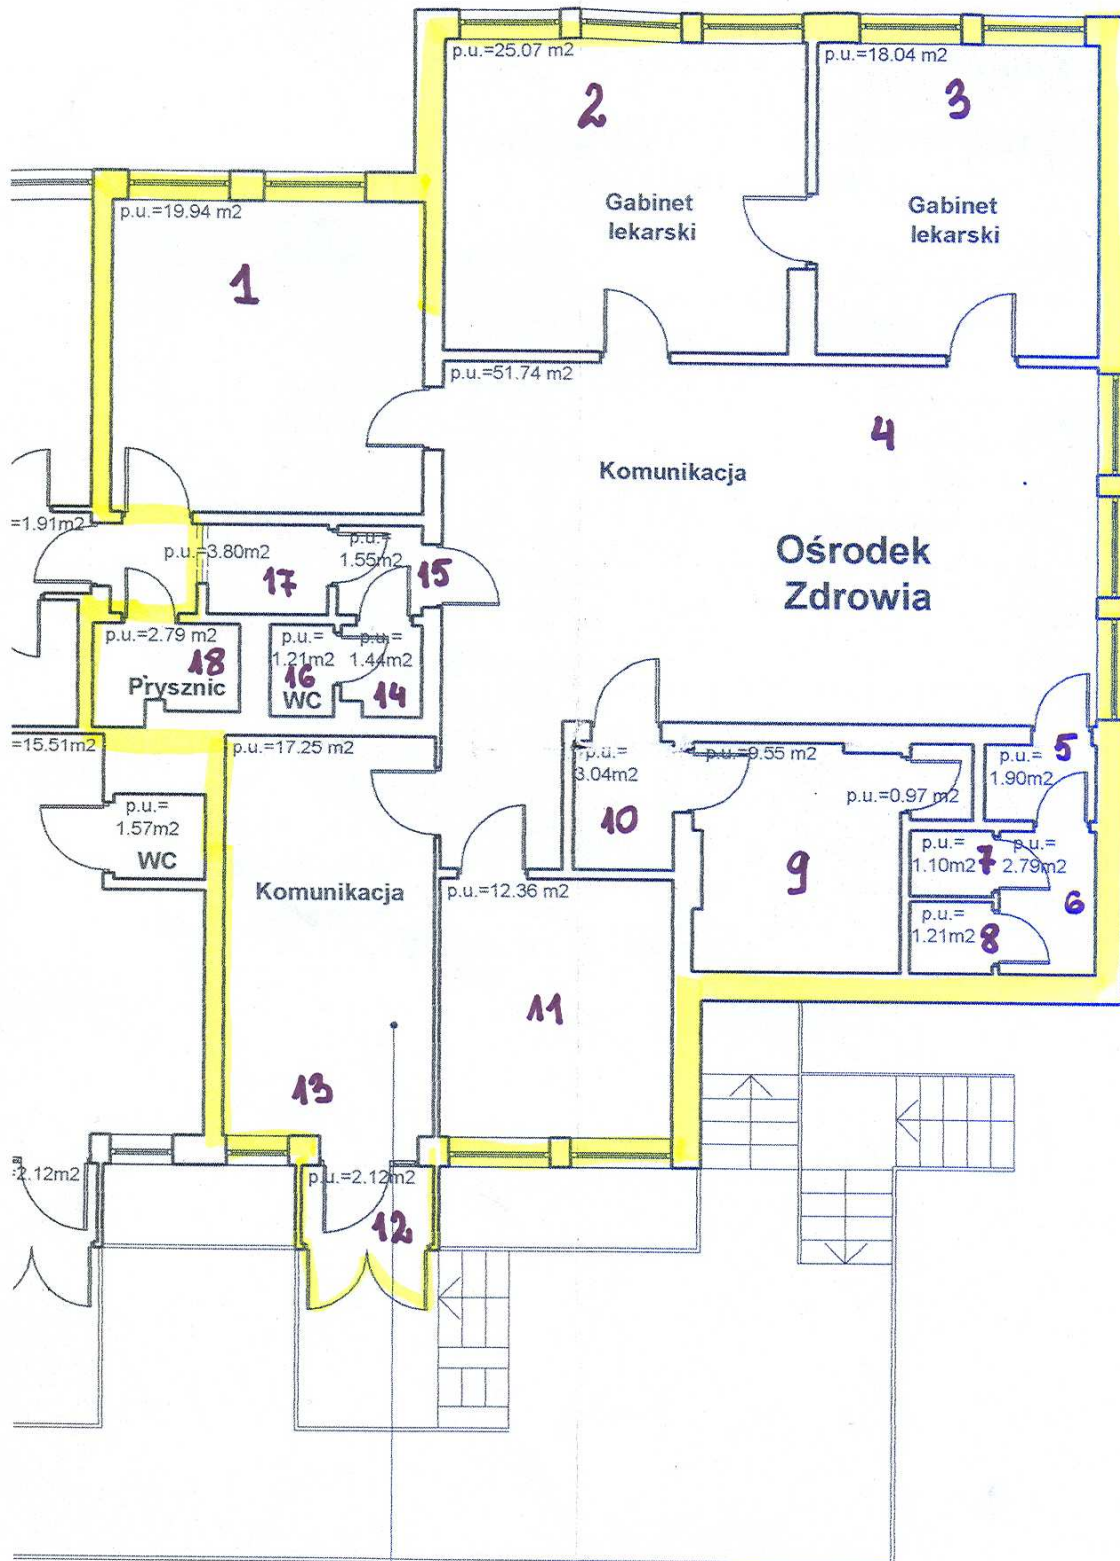 p.u.=25.07 m2
p.u.=18.04 m2
2
3
Gabinet
lekarski
Gabinet
lekarski
p.u.=19.94 m2
1
p.u.=51.74 m2
4
Komunikacja
Ośrodek
Zdrowia
=1.91m2
p.u.=3.80m2
17
p.u.=
1.55m2
15
p.u.=2.79 m2
18
Prysznic
p.u.=
1.21m2
16
WC
p.u.=
1.44m2
14
=15.51m2
p.u.=17.25 m2
p.u.=
3.04m2
10
p.u.=9.55 m2
9
p.u.=0.97 m2
5
p.u.=
1.90m2
p.u.=
1.57m2
WC
p.u.=
1.10m2
7
p.u.=
2.79m2
6
p.u.=
1.21m2
8
Komunikacja
p.u.=12.36 m2
11
13
=2.12m2
p.u.=2.12m2
12